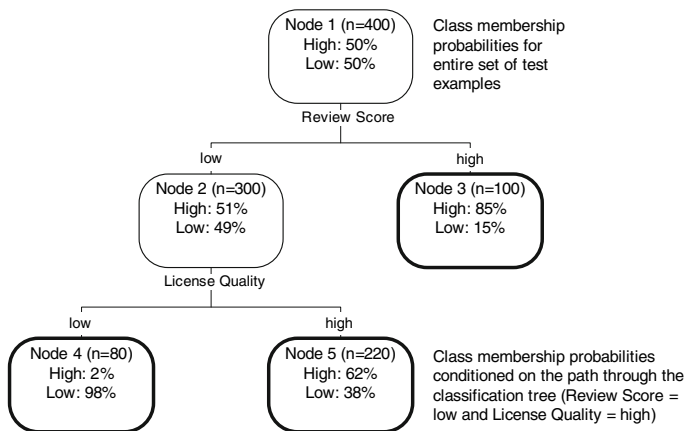 Node 1 (n=400)
High: 50%
Low: 50%
Class membership
probabilities for
entire set of test
examples
Review Score
low
high
Node 2 (n=300)
High: 51%
Low: 49%
Node 3 (n=100)
High: 85%
Low: 15%
License Quality
low
high
Node 4 (n=80)
High: 2%
Low: 98%
Node 5 (n=220)
High: 62%
Low: 38%
Class membership probabilities
conditioned on the path through the
classification tree (Review Score =
low and License Quality = high)